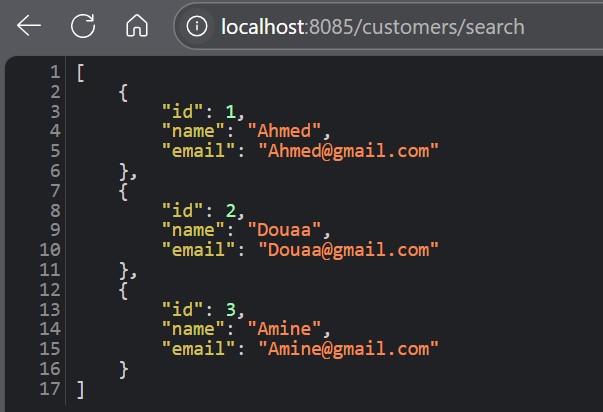 localhost:8085/customers/search
1 [
2     {
3         "id": 1,
4         "name": "Ahmed",
5         "email": "Ahmed@gmail.com"
6     },
7     {
8         "id": 2,
9         "name": "Douaa",
10         "email": "Douaa@gmail.com"
11     },
12     {
13         "id": 3,
14         "name": "Amine",
15         "email": "Amine@gmail.com"
16     }
17 ]